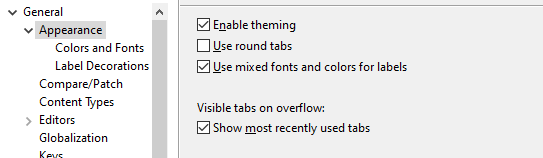 General
Appearance
Colors and Fonts
Label Decorations
Compare/Patch
Content Types
Editors
Globalization
Keys
Enable theming
Use round tabs
Use mixed fonts and colors for labels
Visible tabs on overflow:
Show most recently used tabs